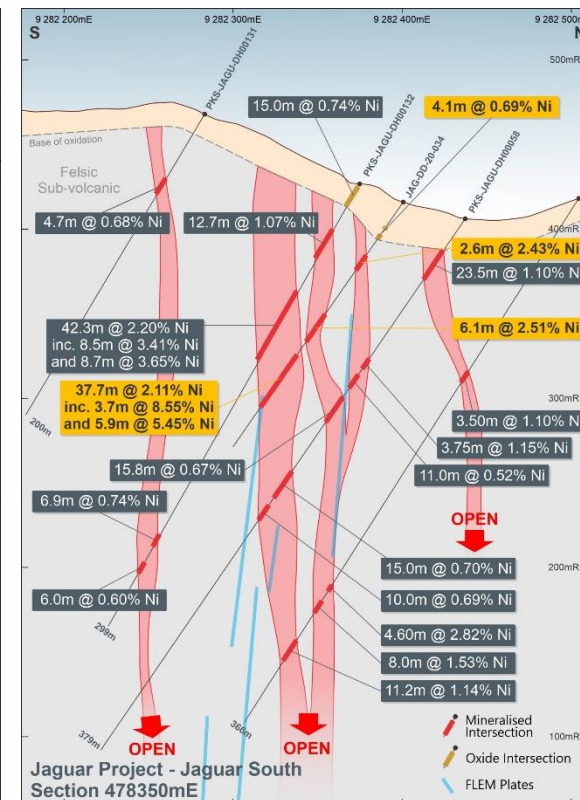 9 282 200mE
9 282 300mE
9 282 400mE
9 282 500m
S
500mR
PKS-JAGU-DH00131
15.0m @ 0.74% Ni
4.1m @ 0.69% Ni
PKS-JAGU-DH00132
JAG-DD-20-034
PKS-JAGU-DH00058
Base of oxidation
Felsic
Sub-volcanic
4.7m @ 0.68% Ni
12.7m @ 1.07% Ni
400mR
2.6m @ 2.43% Ni
23.5m @ 1.10% Ni
42.3m @ 2.20% Ni
inc. 8.5m @ 3.41% Ni
and 8.7m @ 3.65% Ni
6.1m @ 2.51% Ni
37.7m @ 2.11% Ni
inc. 3.7m @ 8.55% Ni
and 5.9m @ 5.45% Ni
300mR
200m
3.50m @ 1.10% Ni
3.75m @ 1.15% Ni
15.8m @ 0.67% Ni
11.0m @ 0.52% Ni
6.9m @ 0.74% Ni
OPEN
15.0m @ 0.70% Ni
200mR
6.0m @ 0.60% Ni
10.0m @ 0.69% Ni
299m
4.60m @ 2.82% Ni
8.0m @ 1.53% Ni
11.2m @ 1.14% Ni
379m
360m
OPEN
OPEN
100mR
Mineralised
Intersection
Oxide Intersection
FLEM Plates
Jaguar Project - Jaguar South
Section 478350mE